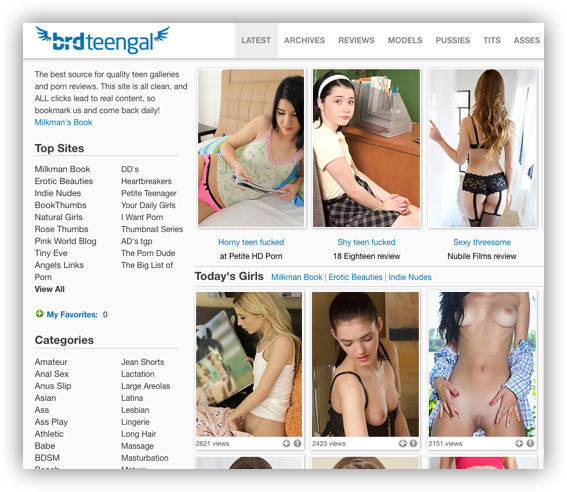 brdteengal
LATEST ARCHIVES REVIEWS MODELS PUSSIES TITS ASSES
The best source for quality teen galleries
and porn reviews. This site is all clean, and
ALL clicks lead to real content, so
bookmark us and come back daily!
Milkman's Book
Top Sites
Milkman Book DD's
Erotic Beauties Heartbreakers
Indie Nudes Petite Teenager
BookThumbs Your Daily Girls
Natural Girls I Want Porn
Rose Thumbs Thumbnail Series
Pink World Blog AD's tgp
Tiny Eve The Porn Dude
Angels Links The Big List of
Porn
View All
My Favorites: 0
Categories
Amateur Jean Shorts
Anal Sex Lactation
Anus Slip Large Areolas
Asian Latina
Ass Lesbian
Ass Play Lingerie
Athletic Long Hair
Babe Massage
BDSM Masturbation
Horny teen fucked Shy teen fucked Sexy threesome
at Petite HD Porn 18 Eighteen review Nubile Films review
Today's Girls Milkman Book | Erotic Beauties | Indie Nudes
2621 views 2423 views 2151 views